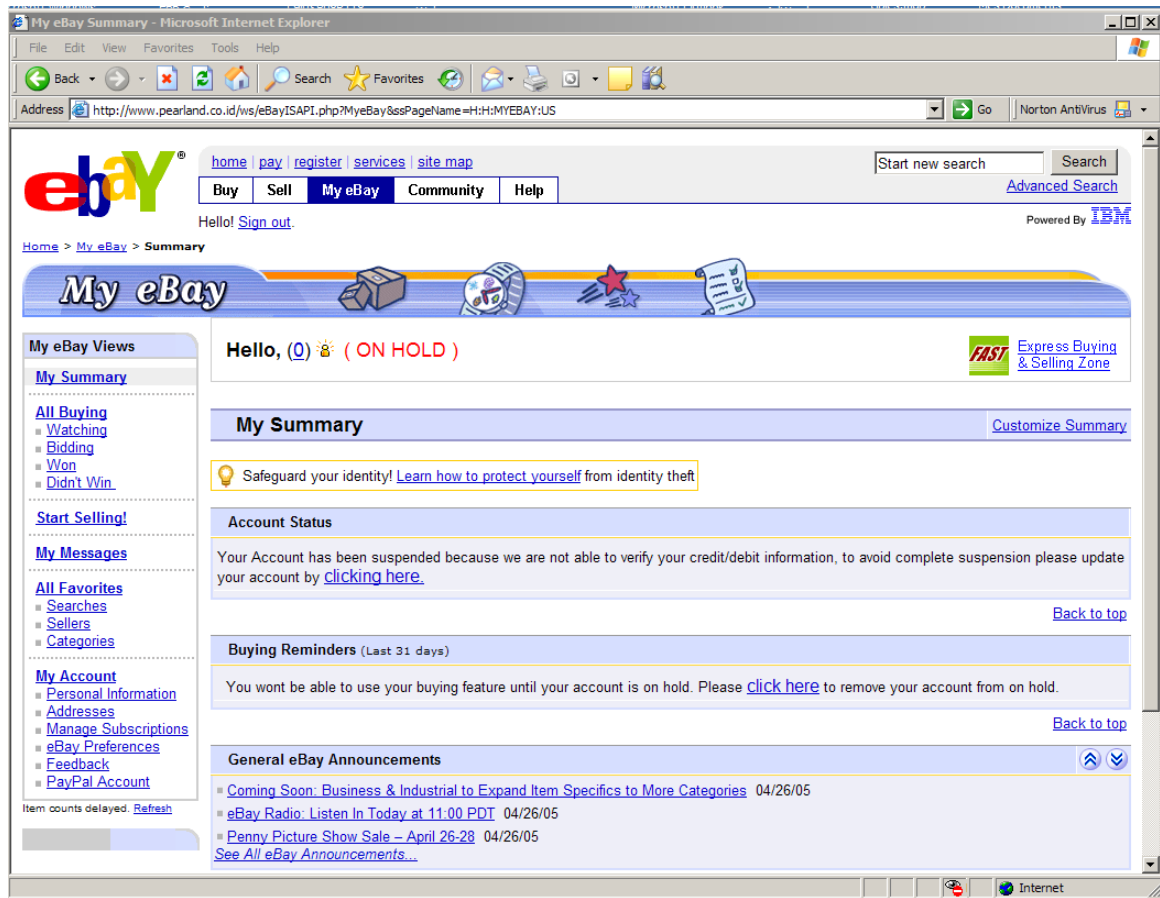 My eBay Summary - Microsoft Internet Explorer
File Edit View Favorites Tools Help
Back Search Favorites
Address http://www.pearland.co.id/ws/eBayISAPI.php?MyeBay&ssPageName=H:H:MYEBAY:US Go Norton AntiVirus
ebaY®
home | pay | register | services | site map
Start new search Search
Buy Sell My eBay Community Help
Advanced Search
Hello! Sign out.
Powered By IBM
Home > My eBay > Summary
My eBay
My eBay Views
Hello, (0) ( ON HOLD )
FAST Express Buying
& Selling Zone
My Summary
All Buying
Watching
Bidding
Won
Didn't Win
Start Selling!
My Messages
All Favorites
Searches
Sellers
Categories
My Account
Personal Information
Addresses
Manage Subscriptions
eBay Preferences
Feedback
PayPal Account
Item counts delayed. Refresh
My Summary Customize Summary
Safeguard your identity! Learn how to protect yourself from identity theft
Account Status
Your Account has been suspended because we are not able to verify your credit/debit information, to avoid complete suspension please update
your account by clicking here.
Back to top
Buying Reminders (Last 31 days)
You wont be able to use your buying feature until your account is on hold. Please click here to remove your account from on hold.
Back to top
General eBay Announcements
Coming Soon: Business & Industrial to Expand Item Specifics to More Categories 04/26/05
eBay Radio: Listen In Today at 11:00 PDT 04/26/05
Penny Picture Show Sale – April 26-28 04/26/05
See All eBay Announcements...
Internet